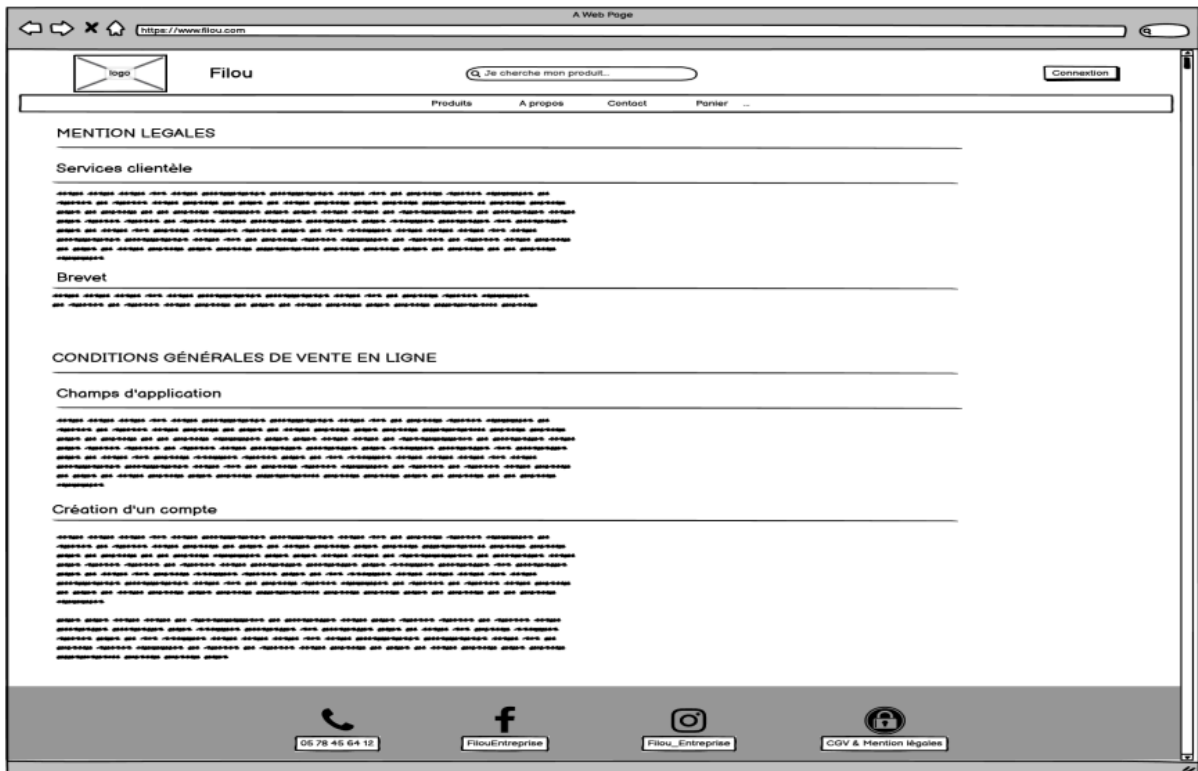 A Web Page
https://www.filou.com
logo
Filou
Je cherche mon produit...
Connextion
Produits A propos Contact Panier ...
MENTION LEGALES
Services clientèle
Brevet
CONDITIONS GÉNÉRALES DE VENTE EN LIGNE
Champs d'application
Création d'un compte
05 78 45 64 12 FilouEntreprise Filou_Entreprise CGV & Mention légales